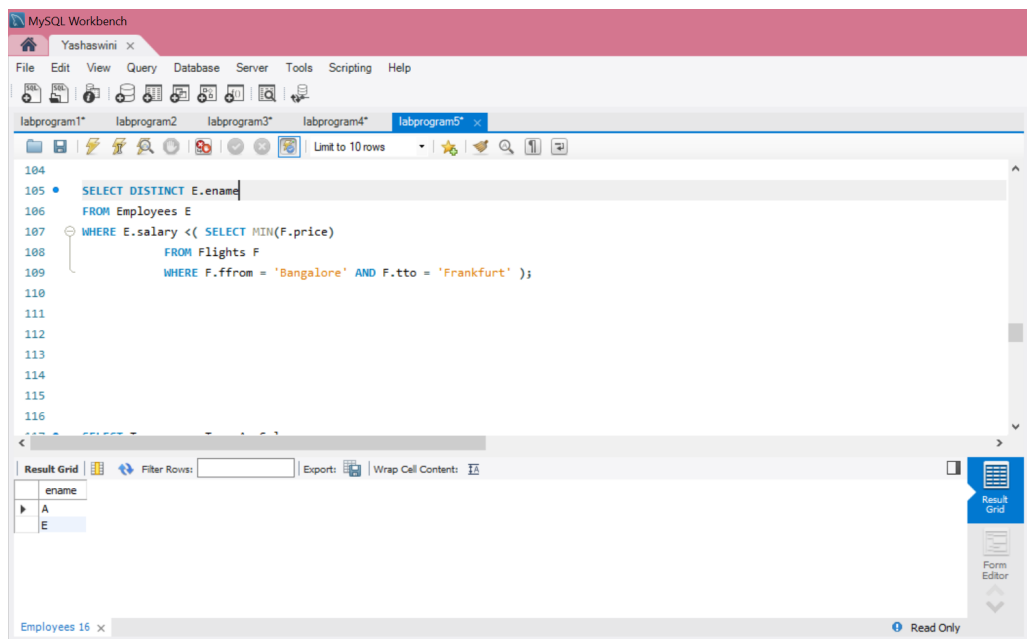 MySQL Workbench
Yashaswini
File Edit View Query Database Server Tools Scripting Help
labprogram1* labprogram2 labprogram3* labprogram4* labprogram5*
Limit to 10 rows
104
105 SELECT DISTINCT E.ename
106 FROM Employees E
107 WHERE E.salary <( SELECT MIN(F.price)
108 FROM Flights F
109 WHERE F.ffrom = 'Bangalore' AND F.tto = 'Frankfurt' );
110
111
112
113
114
115
116
Result Grid Filter Rows: Export: Wrap Cell Content:
ename
A
E
Result
Grid
Form
Editor
Employees 16
Read Only